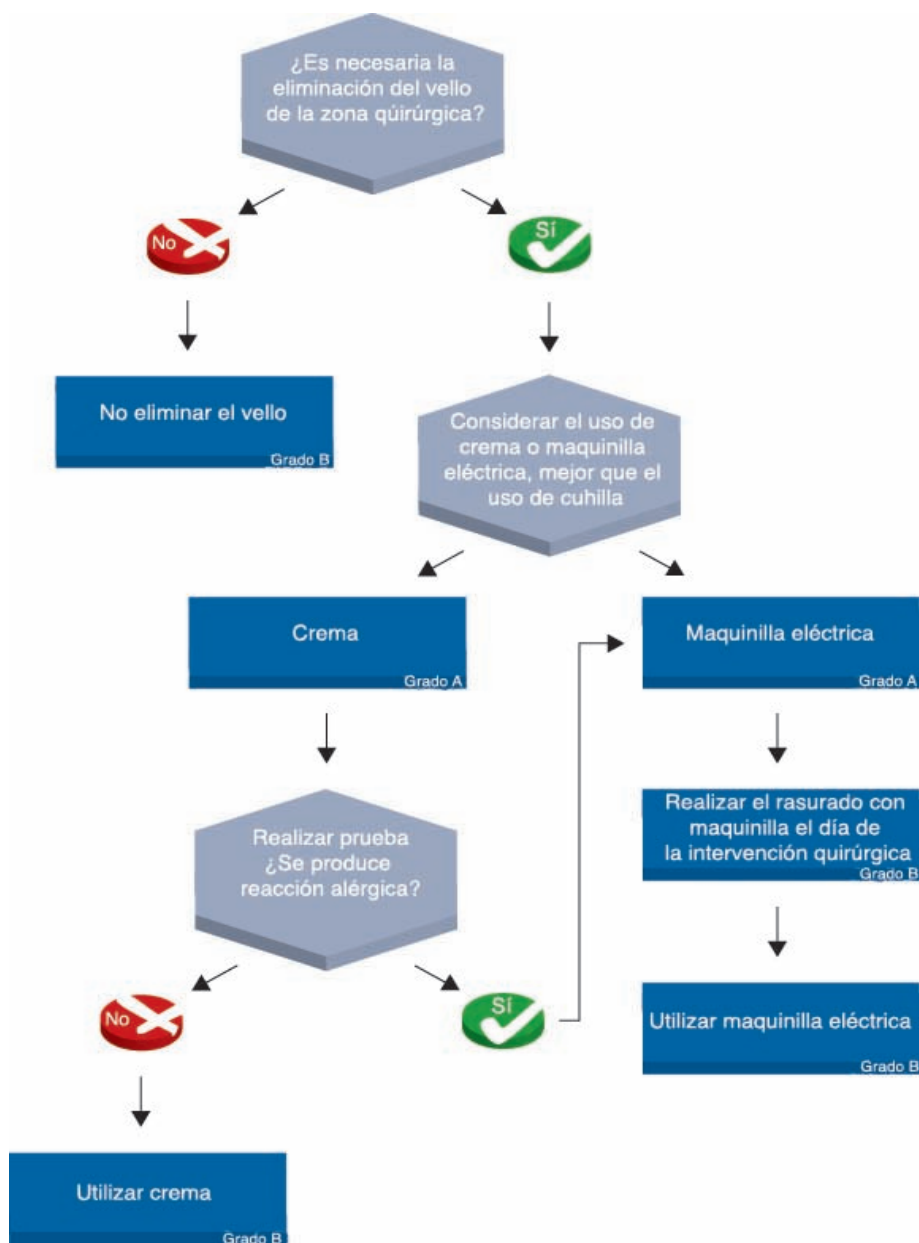 ¿Es necesaria la
eliminación del vello
de la zona qúirúrgica?
No
Sí
No eliminar el vello
Grado B
Considerar el uso de
crema o maquinilla
eléctrica, mejor que el
uso de cuhilla
Crema
Grado A
Maquinilla eléctrica
Grado A
Realizar prueba
¿Se produce
reacción alérgica?
Realizar el rasurado con
maquinilla el día de
la intervención quirúrgica
Grado B
No
Sí
Utilizar maquinilla eléctrica
Grado B
Utilizar crema
Grado B